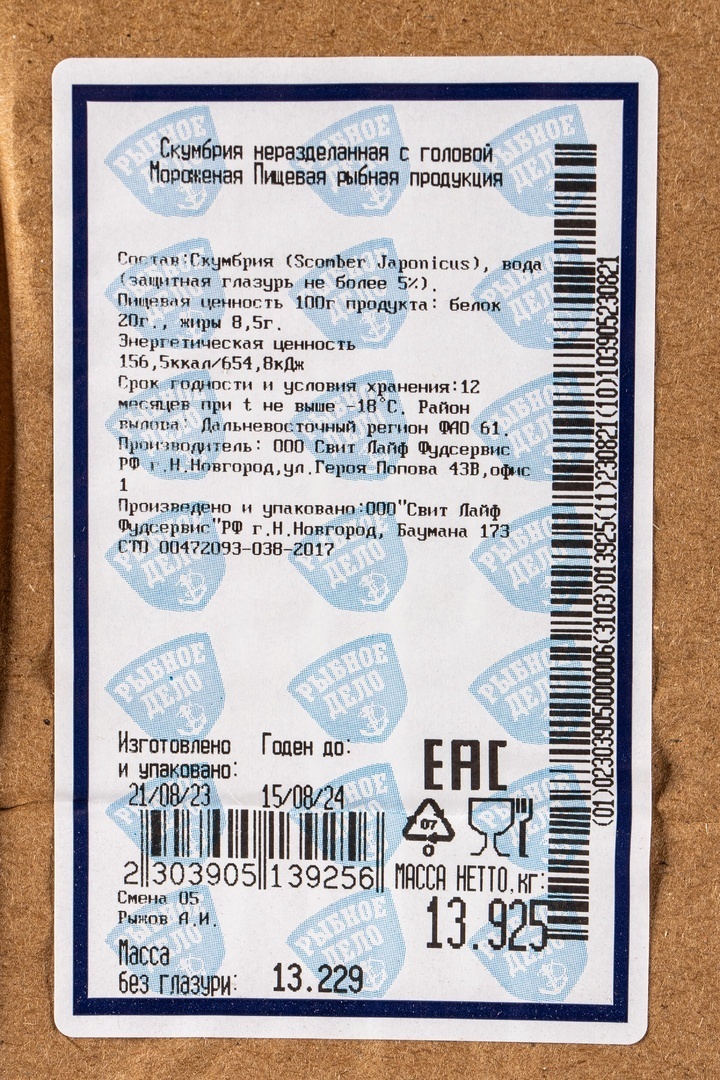 Скумбрия неразделанная с головой
Мороженая Пищевая рыбная продукция
Состав:Скумбрия (Scomber Japonicus), вода
(защитная глазурь не более 5%).
Пищевая ценность 100г продукта: белок
20г., жиры 8,5г.
Энергетическая ценность
156,5ккал/654,8кДж
Срок годности и условия хранения:12
месяцев при t не выше -18°С. Район
вылова: Дальневосточный регион ФАО 61.
Производитель: ООО Свит Лайф Фудсервис
РФ г.Н.Новгород,ул.Героя Попова 43В,офис
1
Произведено и упаковано:ООО"Свит Лайф
Фудсервис"РФ г.Н.Новгород, Баумана 173
СТО 00472093-038-2017
(01)02303905000006(3103)013925(11)230821(10)103905230821
РЫБНОЕ
ДЕЛО
Изготовлено
и упаковано:
21/08/23
Годен до:
15/08/24
EAC
07
2 303905 139256
МАССА НЕТТО,кг:
13.925
Смена 05
Рыжов А.И.
Масса
без глазури: 13.229